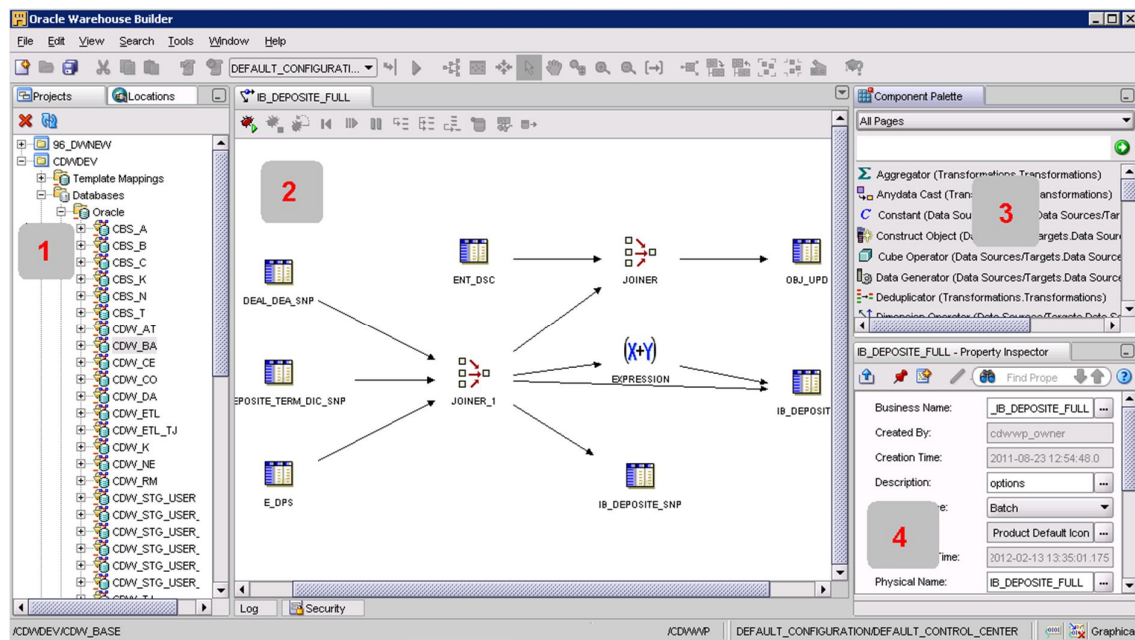 Oracle Warehouse Builder
File Edit View Search Tools Window Help
DEFAULT_CONFIGURATI...
Projects Locations
96_DWNEW
CDWDEV
Template Mappings
Databases
Oracle
CBS_A
CBS_B
CBS_C
CBS_K
CBS_N
CBS_T
CDW_AT
CDW_BA
CDW_CE
CDW_CO
CDW_DA
CDW_ETL
CDW_ETL_TJ
CDW_K
CDW_NE
CDW_RM
CDW_STG_USER
CDW_STG_USER_
CDW_STG_USER_
CDW_STG_USER_
CDW_STG_USER_
CDW_STG_USER_
1
IB_DEPOSITE_FULL
2
ENT_DSC
JOINER
OBJ_UPD
DEAL_DEA_SNP
(X+Y)
EXPRESSION
EPOSITE_TERM_DIC_SNP
JOINER_1
IB_DEPOSIT
E_DPS
IB_DEPOSITE_SNP
Log Security
Component Palette
All Pages
Aggregator (Transformations.Transformations)
Anydata Cast (Tran ansformations)
Constant (Data Sou Data Sources/Tar
Construct Object (D argets.Data Sourc
Cube Operator (Data Sources/Targets.Data Source
Data Generator (Data Sources/Targets.Data Source
Deduplicator (Transformations.Transformations)
3
IB_DEPOSITE_FULL - Property Inspector
Find Prope
Business Name: _IB_DEPOSITE_FULL ...
Created By: cdwwp_owner
Creation Time: 2011-08-23 12:54:48.0
Description: options ...
e: Batch
Product Default Icon ...
Time: 2012-02-13 13:35:01.175
Physical Name: IB_DEPOSITE_FULL ...
4
/CDWDEV/CDW_BASE /CDWWP DEFAULT_CONFIGURATION/DEFAULT_CONTROL_CENTER Graphica